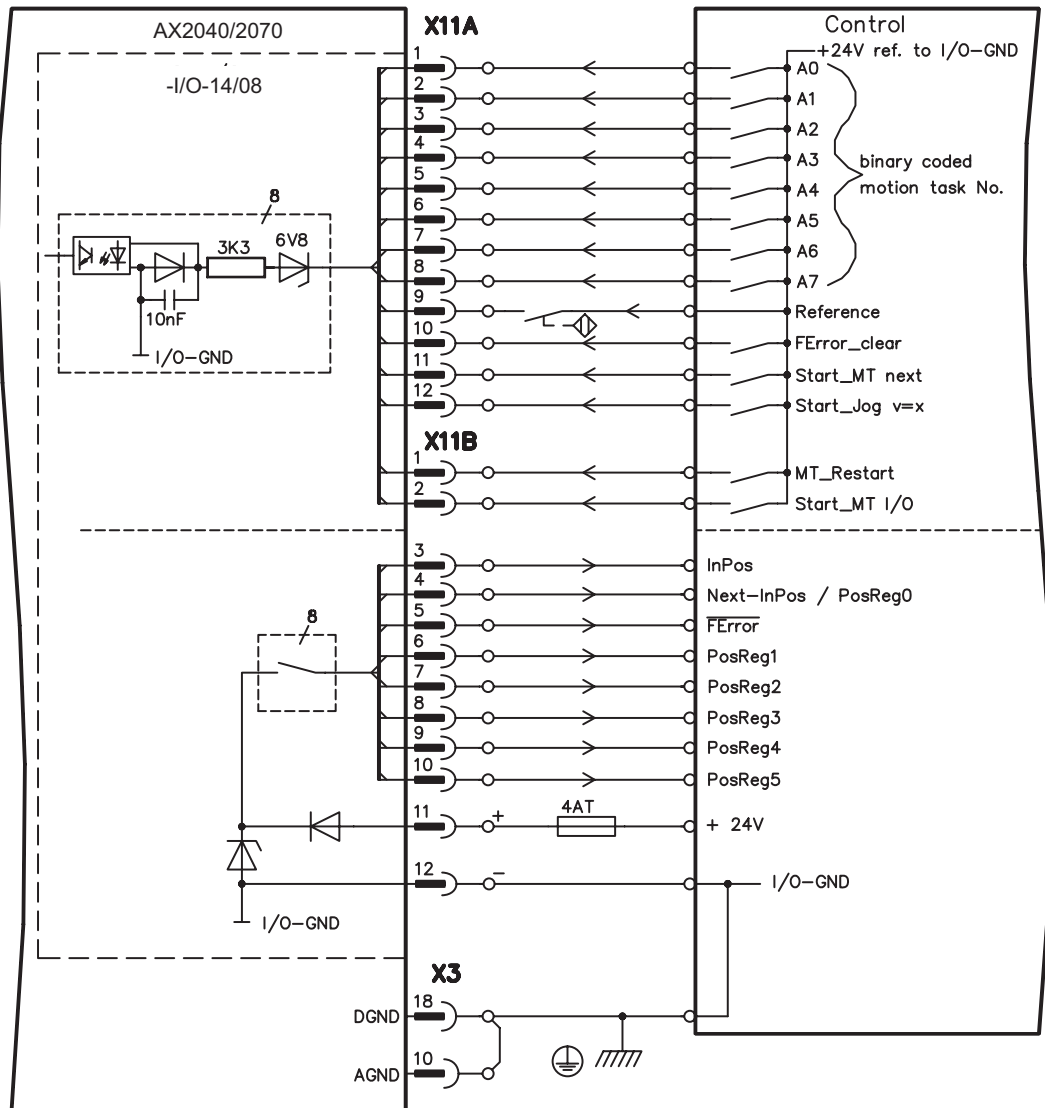 AX2040/2070
-I/O-14/08
X11A
Control
+24V ref. to I/O-GND
1
A0
2
A1
3
A2
4
A3
binary coded
motion task No.
5
A4
6
A5
7
A6
8
A7
9
Reference
10
FError_clear
11
Start_MT next
12
Start_Jog v=x
8
3K3
6V8
10nF
I/O-GND
X11B
1
MT_Restart
2
Start_MT I/O
3
InPos
4
Next-InPos / PosReg0
5
FError
6
PosReg1
7
PosReg2
8
PosReg3
9
PosReg4
10
PosReg5
8
11
+
4AT
+ 24V
12
−
I/O-GND
I/O-GND
X3
DGND
18
AGND
10